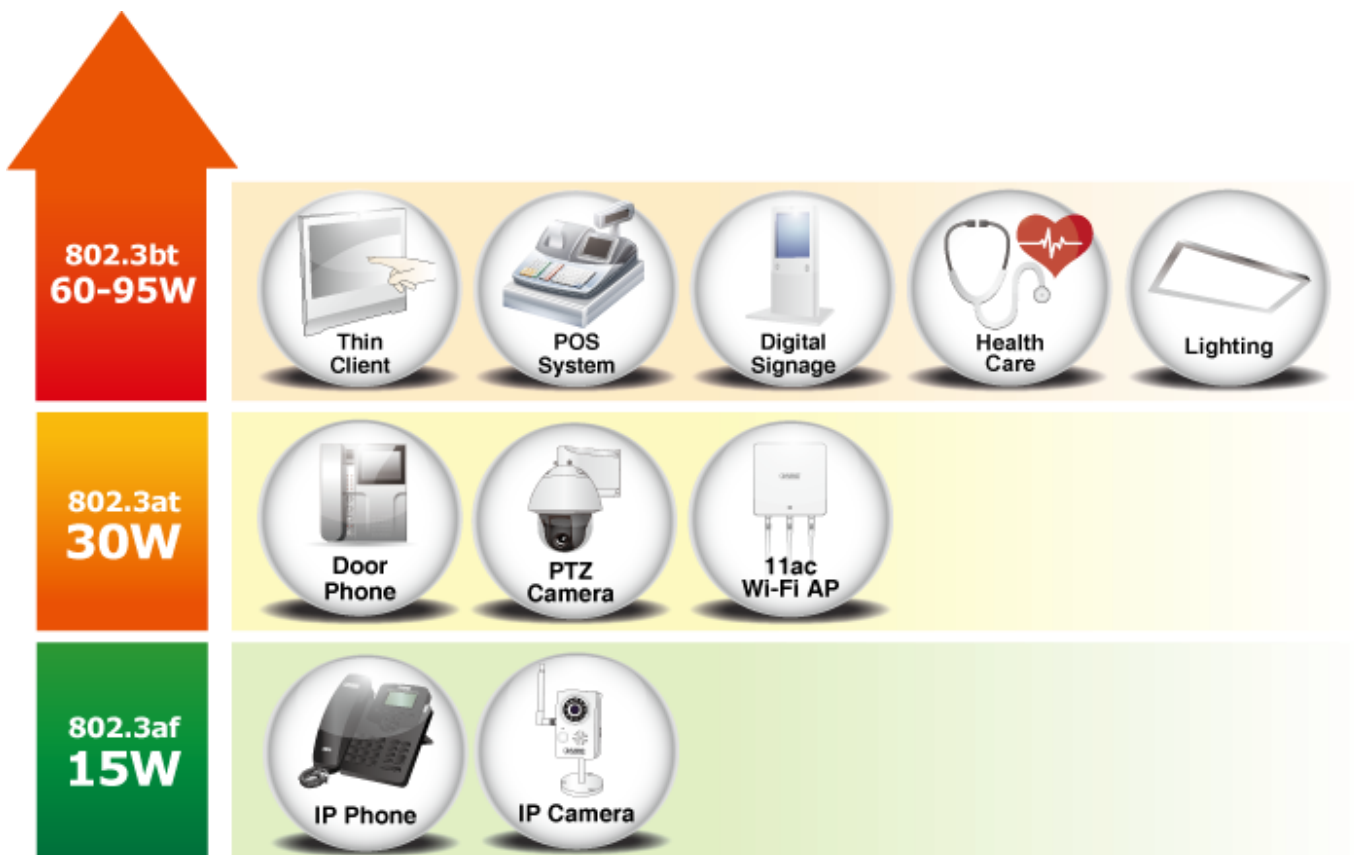 802.3bt
60-95W
Thin
Client
POS
System
Digital
Signage
Health
Care
Lighting
802.3at
30W
Door
Phone
PTZ
Camera
11ac
Wi-Fi AP
802.3af
15W
IP Phone
IP Camera